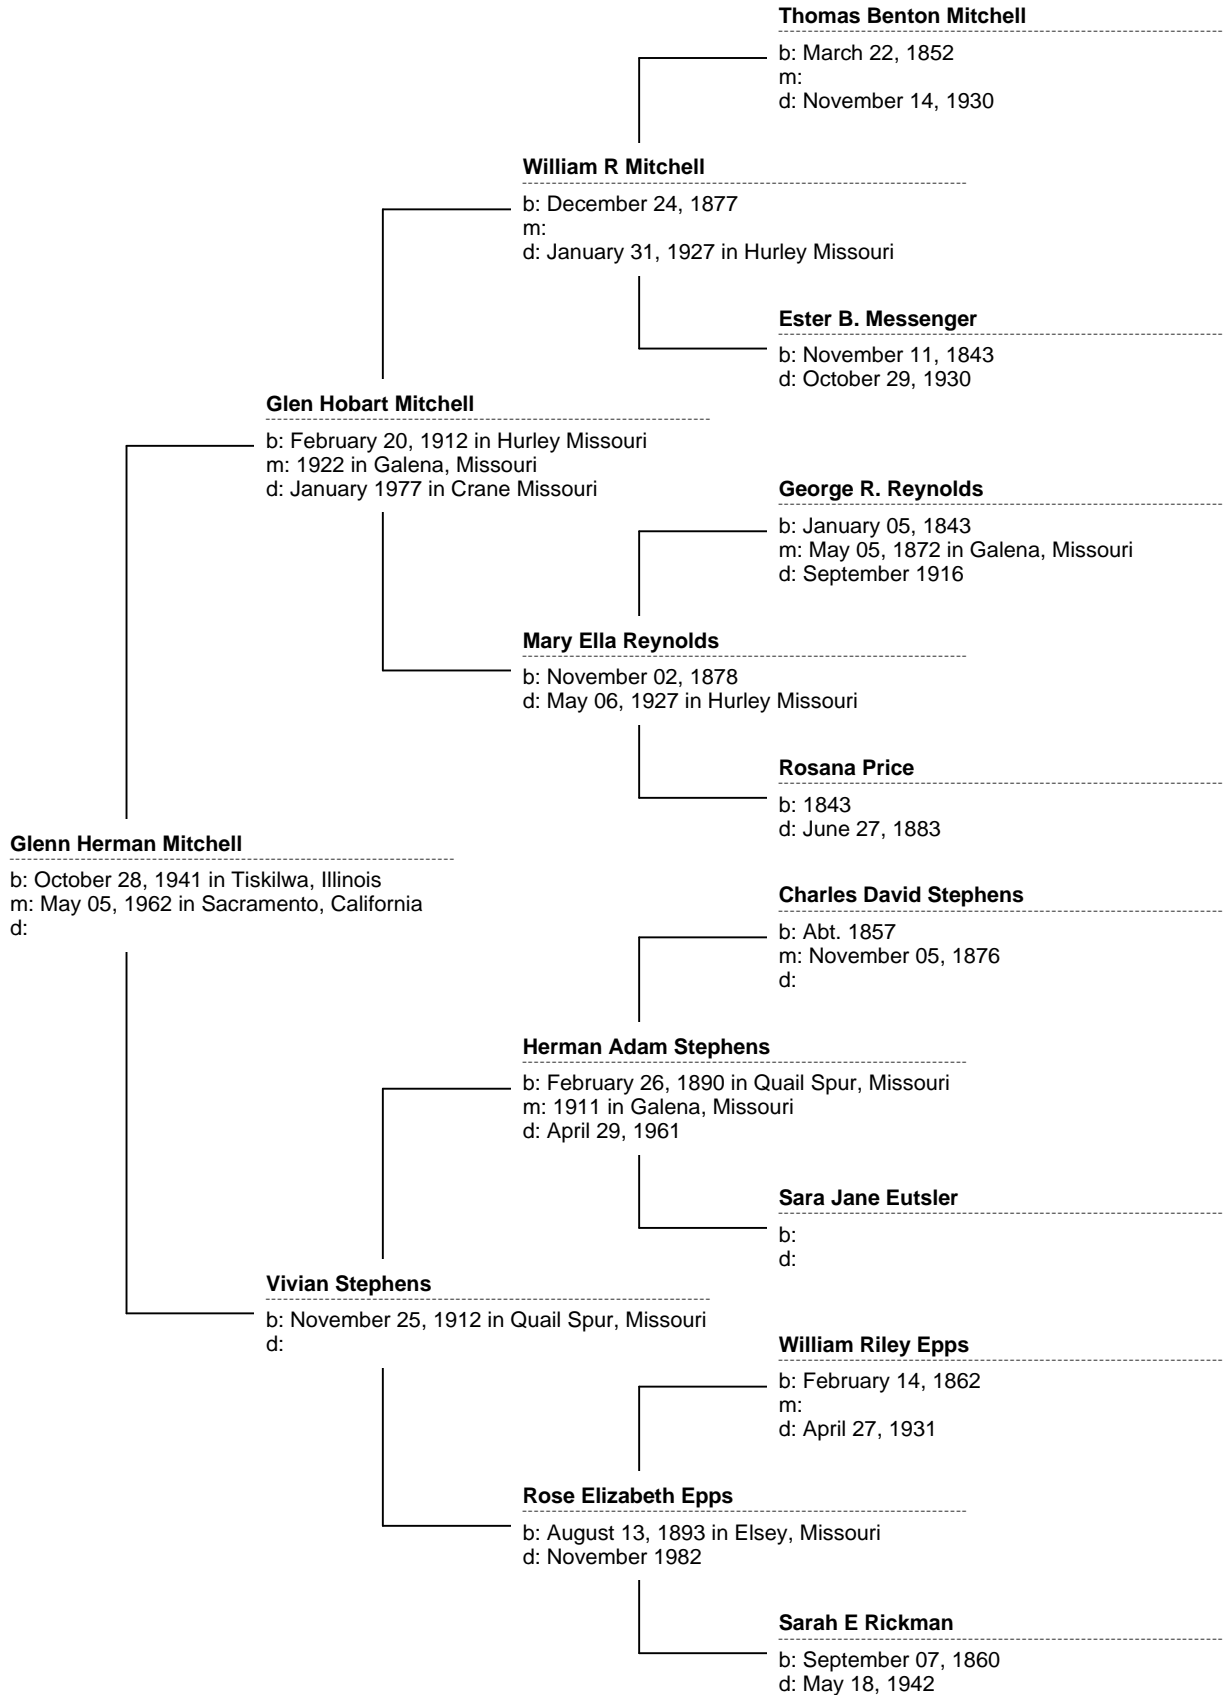 Thomas Benton Mitchell
b: March 22, 1852
m:
d: November 14, 1930
William R Mitchell
b: December 24, 1877
m:
d: January 31, 1927 in Hurley Missouri
Ester B. Messenger
b: November 11, 1843
d: October 29, 1930
Glen Hobart Mitchell
b: February 20, 1912 in Hurley Missouri
m: 1922 in Galena, Missouri
d: January 1977 in Crane Missouri
George R. Reynolds
b: January 05, 1843
m: May 05, 1872 in Galena, Missouri
d: September 1916
Mary Ella Reynolds
b: November 02, 1878
d: May 06, 1927 in Hurley Missouri
Rosana Price
b: 1843
d: June 27, 1883
Glenn Herman Mitchell
b: October 28, 1941 in Tiskilwa, Illinois
m: May 05, 1962 in Sacramento, California
d:
Charles David Stephens
b: Abt. 1857
m: November 05, 1876
d:
Herman Adam Stephens
b: February 26, 1890 in Quail Spur, Missouri
m: 1911 in Galena, Missouri
d: April 29, 1961
Sara Jane Eutsler
b:
d:
Vivian Stephens
b: November 25, 1912 in Quail Spur, Missouri
d:
William Riley Epps
b: February 14, 1862
m:
d: April 27, 1931
Rose Elizabeth Epps
b: August 13, 1893 in Elsey, Missouri
d: November 1982
Sarah E Rickman
b: September 07, 1860
d: May 18, 1942